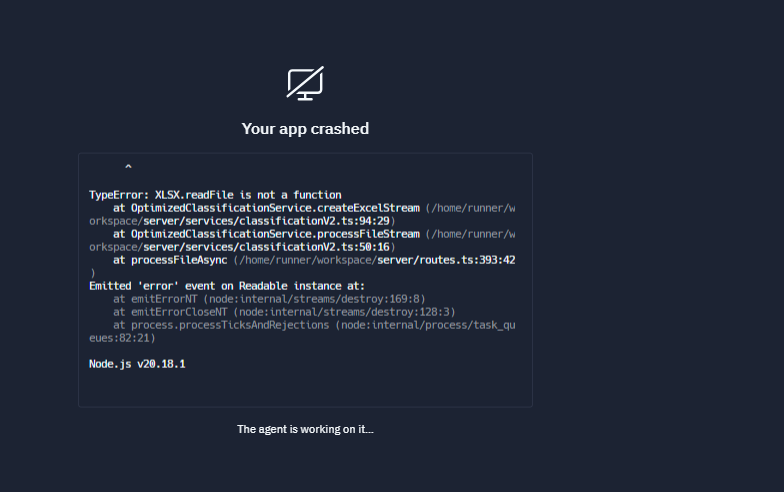 Your app crashed
^
TypeError: XLSX.readFile is not a function
at OptimizedClassificationService.createExcelStream (/home/runner/w
orkspace/server/services/classificationV2.ts:94:29)
at OptimizedClassificationService.processFileStream (/home/runner/w
orkspace/server/services/classificationV2.ts:50:16)
at processFileAsync (/home/runner/workspace/server/routes.ts:393:42
)
Emitted 'error' event on Readable instance at:
at emitErrorNT (node:internal/streams/destroy:169:8)
at emitErrorCloseNT (node:internal/streams/destroy:128:3)
at process.processTicksAndRejections (node:internal/process/task_qu
eues:82:21)
Node.js v20.18.1
The agent is working on it...